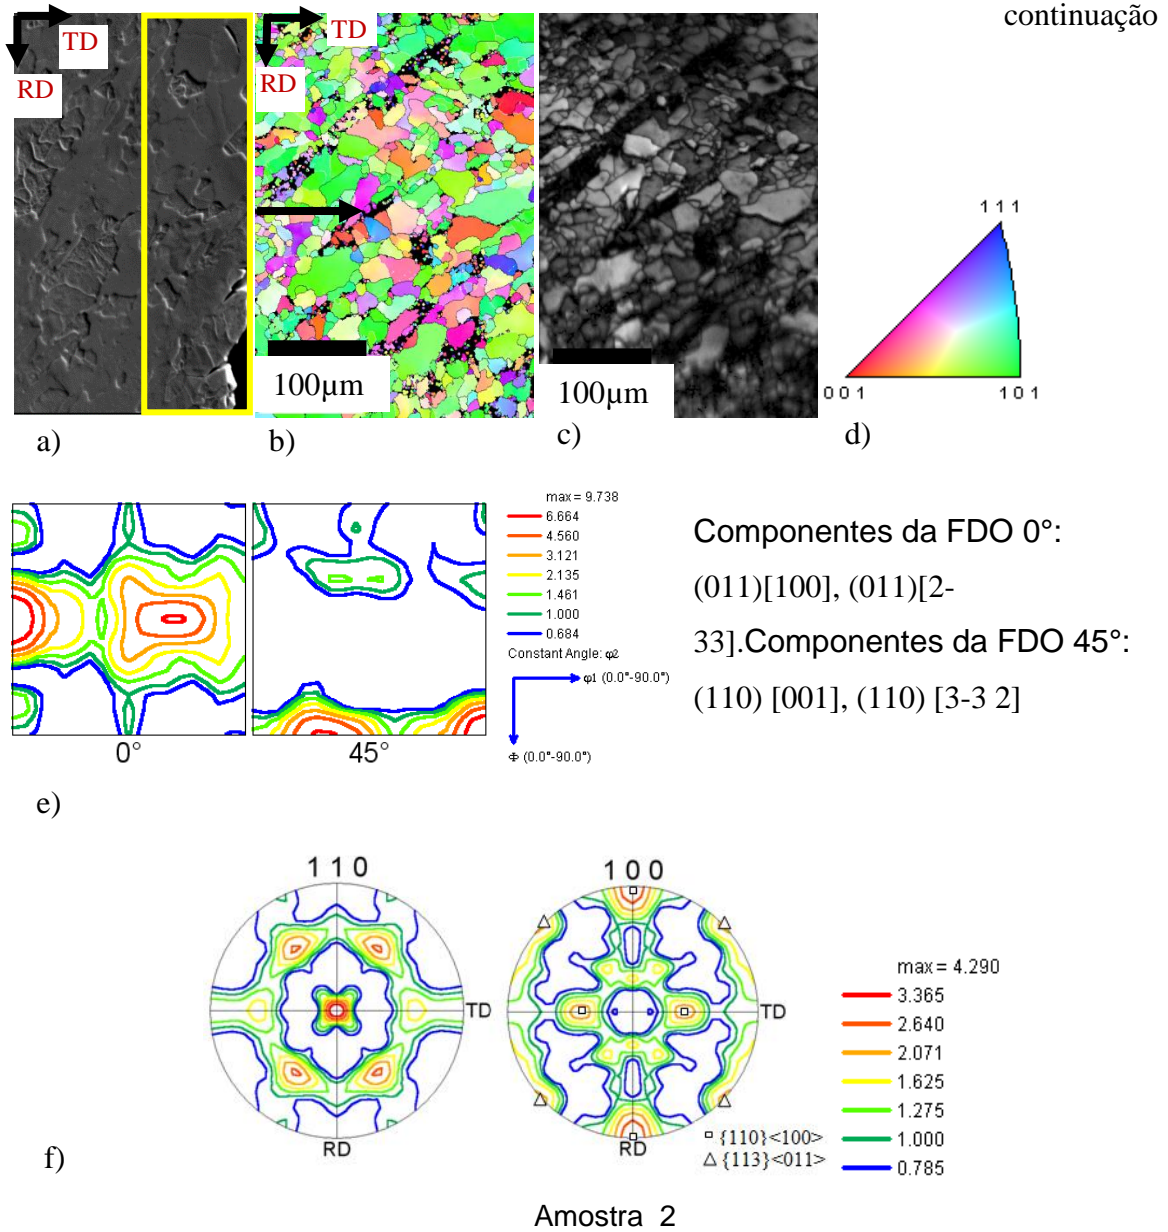 continuação
TD
RD
TD
RD
100µm
100µm
1 1 1
0 0 1
1 0 1
a)
b)
c)
d)
max = 9.738
6.664
4.560
3.121
2.135
1.461
1.000
0.684
Constant Angle: φ2
φ1 (0.0°-90.0°)
Φ (0.0°-90.0°)
0°
45°
Componentes da FDO 0°:
(011)[100], (011)[2-
33].Componentes da FDO 45°:
(110) [001], (110) [3-3 2]
e)
1 1 0
TD
RD
1 0 0
TD
RD
{110}<100>
{113}<011>
max = 4.290
3.365
2.640
2.071
1.625
1.275
1.000
0.785
f)
Amostra 2